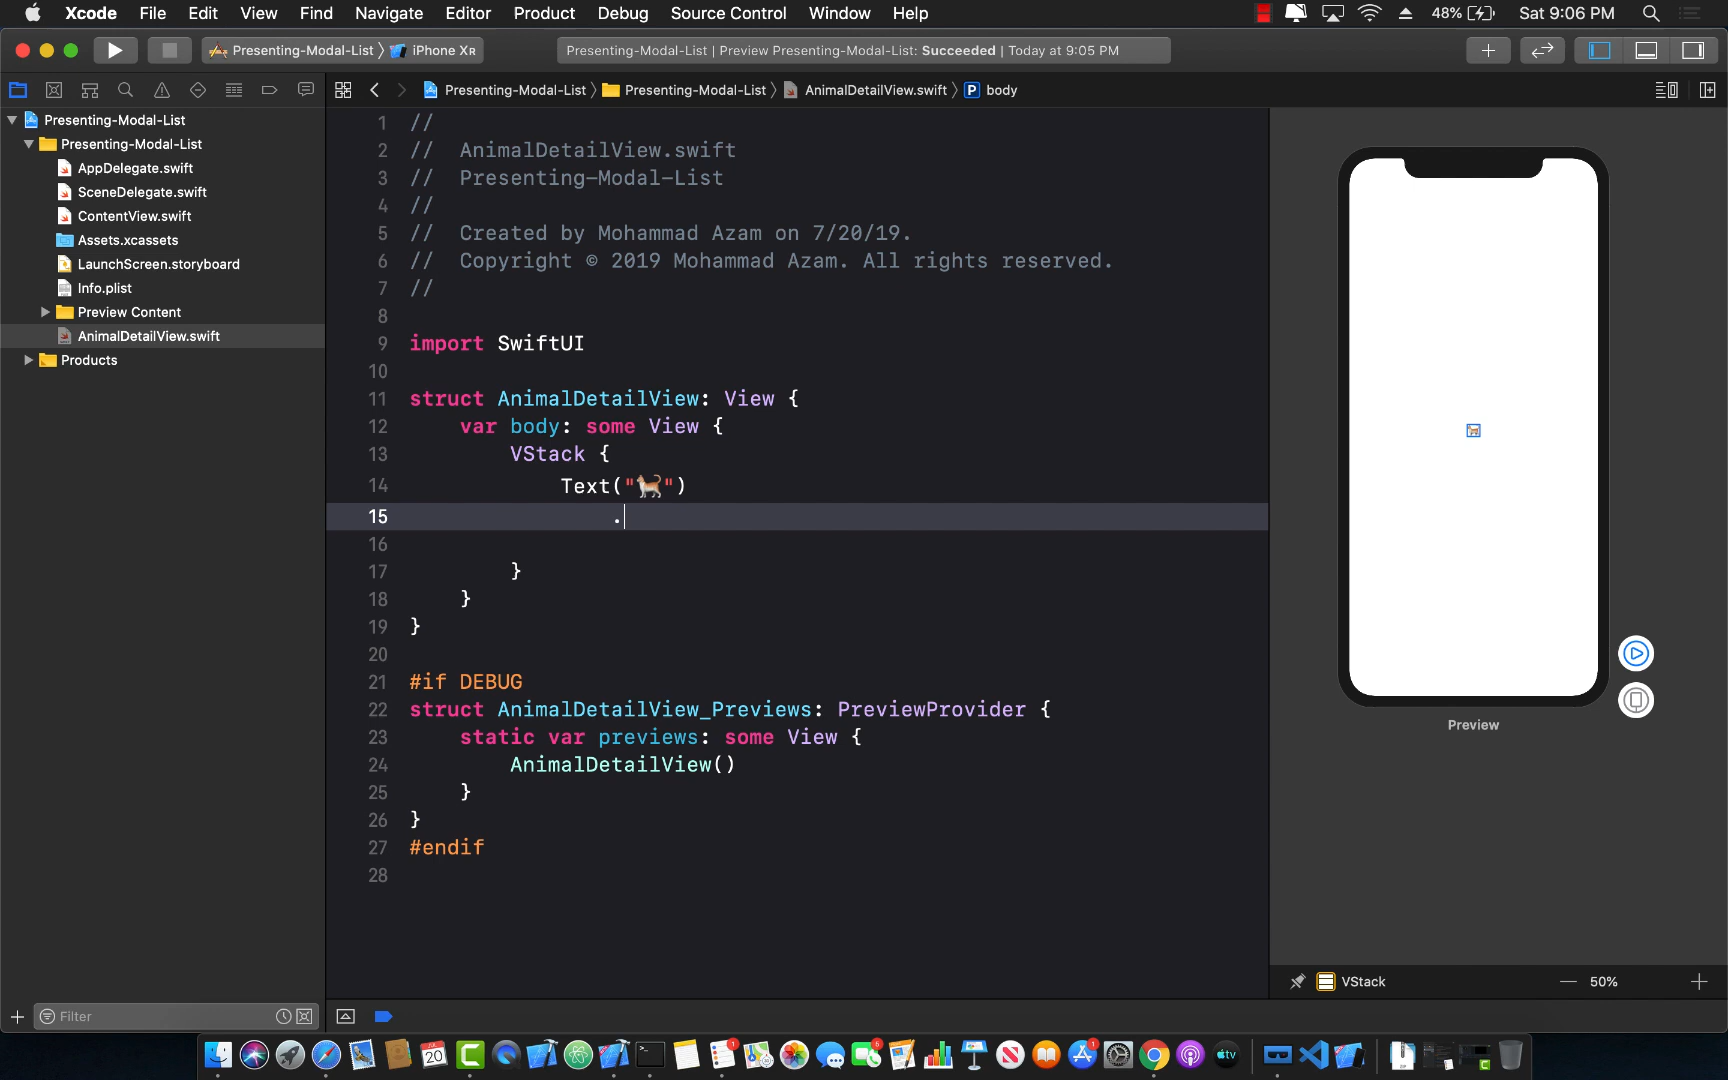 Xcode File Edit View Find Navigate Editor Product Debug Source Control Window Help 48% Sat 9:06 PM
Presenting-Modal-List 〉 iPhone XR Presenting-Modal-List | Preview Presenting-Modal-List: Succeeded | Today at 9:05 PM
Presenting-Modal-List 〉 Presenting-Modal-List 〉 AnimalDetailView.swift 〉 P body
Presenting-Modal-List
Presenting-Modal-List
AppDelegate.swift
SceneDelegate.swift
ContentView.swift
Assets.xcassets
LaunchScreen.storyboard
Info.plist
Preview Content
AnimalDetailView.swift
Products
1 //
2 // AnimalDetailView.swift
3 // Presenting-Modal-List
4 //
5 // Created by Mohammad Azam on 7/20/19.
6 // Copyright © 2019 Mohammad Azam. All rights reserved.
7 //
8
9 import SwiftUI
10
11 struct AnimalDetailView: View {
12 var body: some View {
13 VStack {
14 Text("🐈")
15 .
16
17 }
18 }
19 }
20
21 #if DEBUG
22 struct AnimalDetailView_Previews: PreviewProvider {
23 static var previews: some View {
24 AnimalDetailView()
25 }
26 }
27 #endif
28
Preview
VStack 50%
Filter
JUL 20 1 5 1 tv